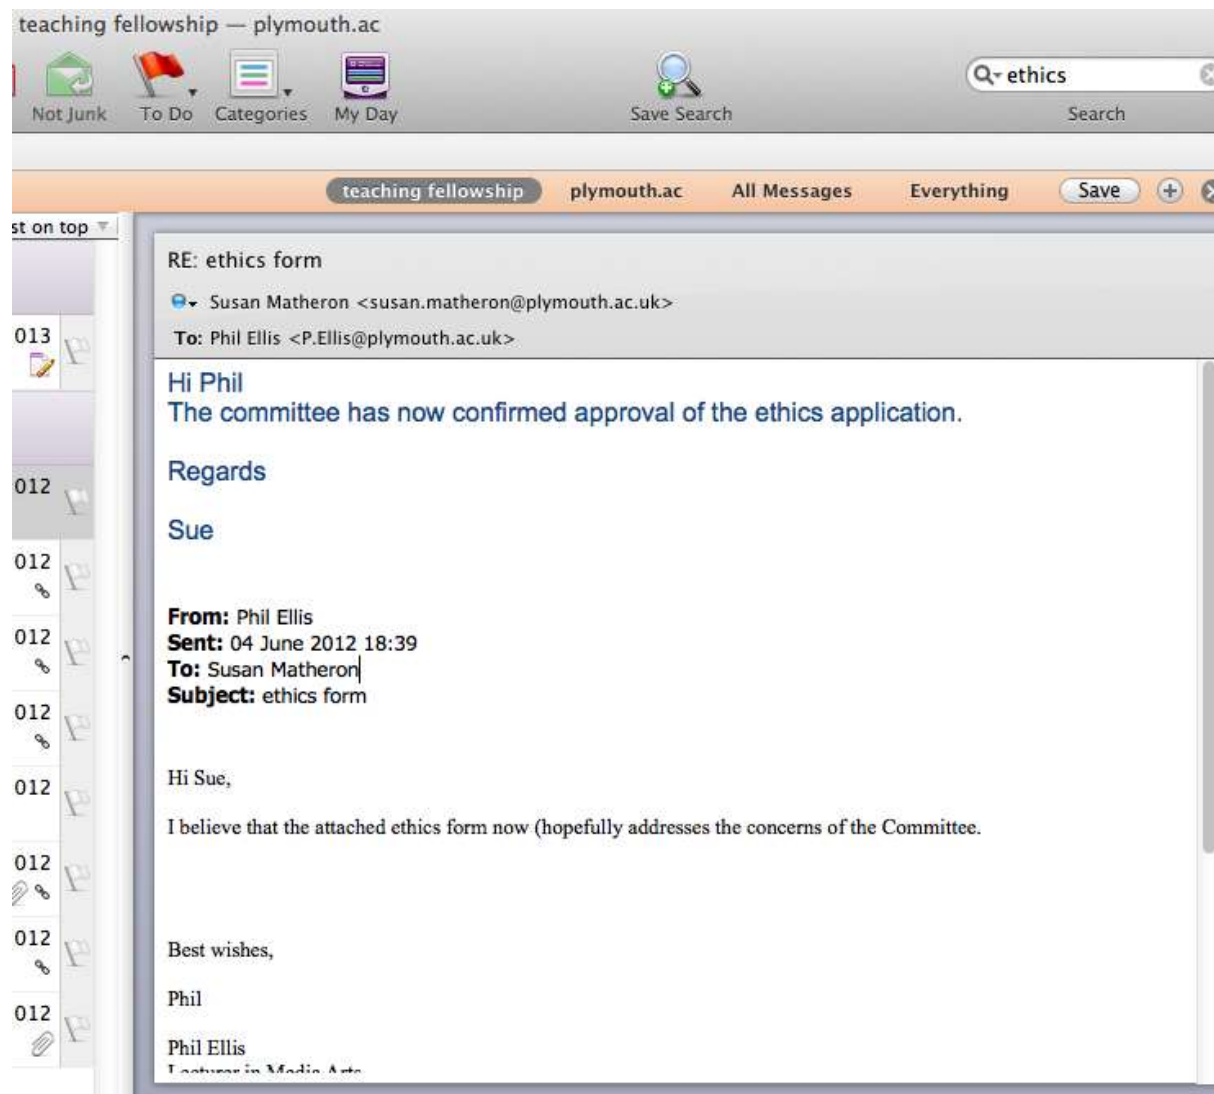 teaching fellowship — plymouth.ac
ethics
Not Junk To Do Categories My Day Save Search Search
teaching fellowship plymouth.ac All Messages Everything Save
st on top
RE: ethics form
Susan Matheron <susan.matheron@plymouth.ac.uk>
To: Phil Ellis <P.Ellis@plymouth.ac.uk>
013
Hi Phil
The committee has now confirmed approval of the ethics application.
Regards
012
Sue
012
From: Phil Ellis
Sent: 04 June 2012 18:39
012
To: Susan Matheron
Subject: ethics form
012
Hi Sue,
012
I believe that the attached ethics form now (hopefully addresses the concerns of the Committee.
012
012
Best wishes,
Phil
012
Phil Ellis
Lecturer in Media Arts